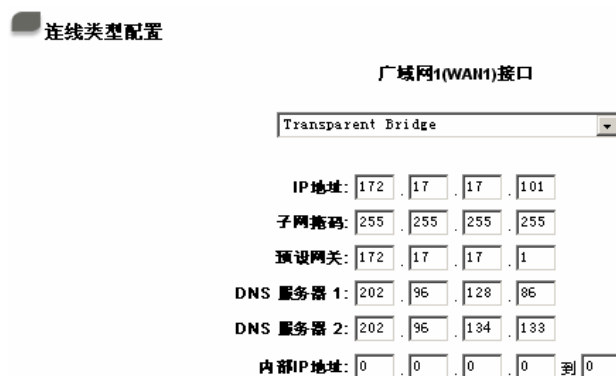 连线类型配置
广域网1(WAN1)接口
Transparent Bridge
IP地址: 172 . 17 . 17 . 101
子网掩码: 255 . 255 . 255 . 255
预设网关: 172 . 17 . 17 . 1
DNS 服务器 1: 202 . 96 . 128 . 86
DNS 服务器 2: 202 . 96 . 134 . 133
内部IP地址: 0 . 0 . 0 . 0 到 0